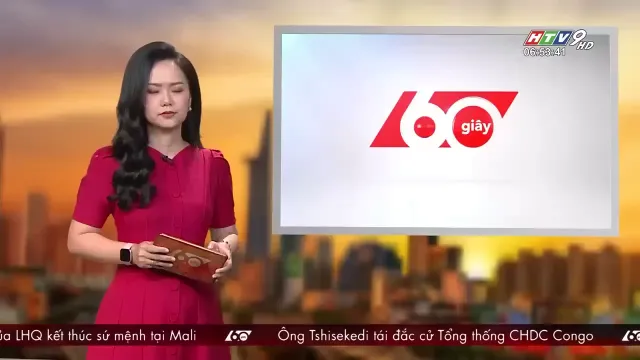 HTV9 HD
06:53:41
60 giây
ủa LHQ kết thúc sứ mệnh tại Mali 60 Ông Tshisekedi tái đắc cử Tổng thống CHDC Congo